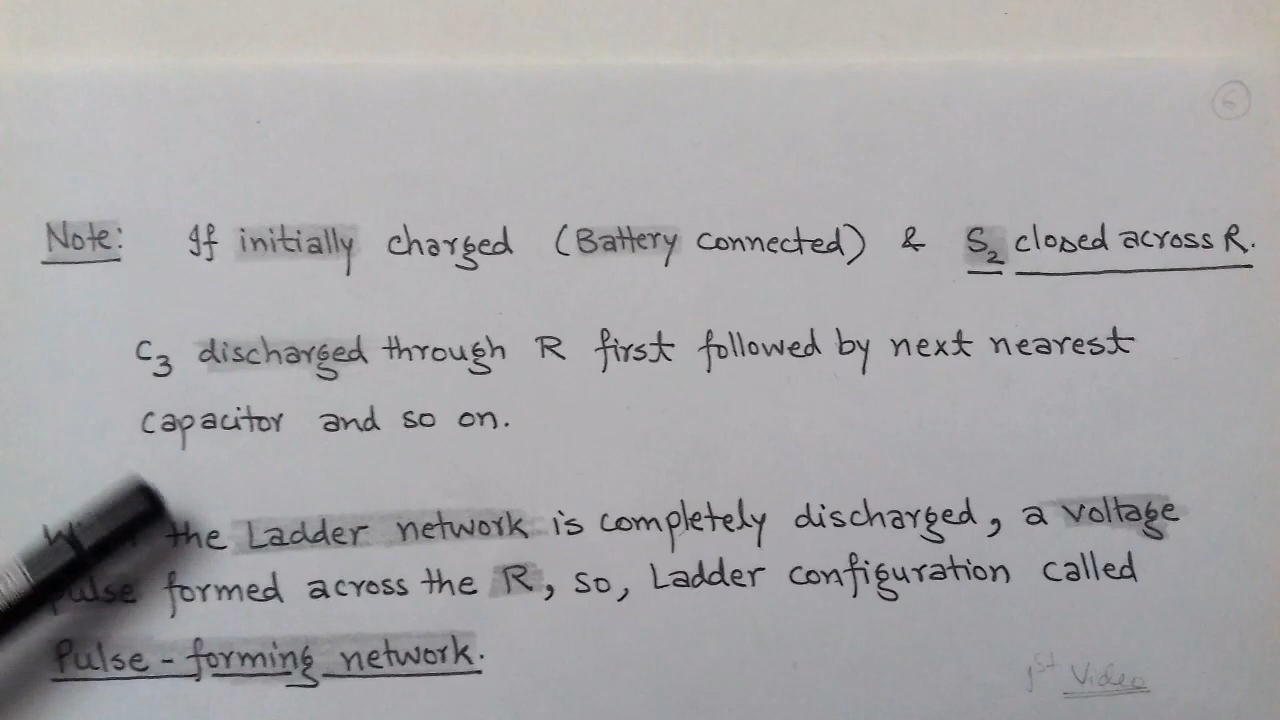 6
Note: If initially charged (Battery connected) & S₂ closed across R.
C₃ discharged through R first followed by next nearest
capacitor and so on.
the Ladder network is completely discharged, a voltage
pulse formed across the R, so, Ladder configuration called
Pulse-forming network.
1st Video